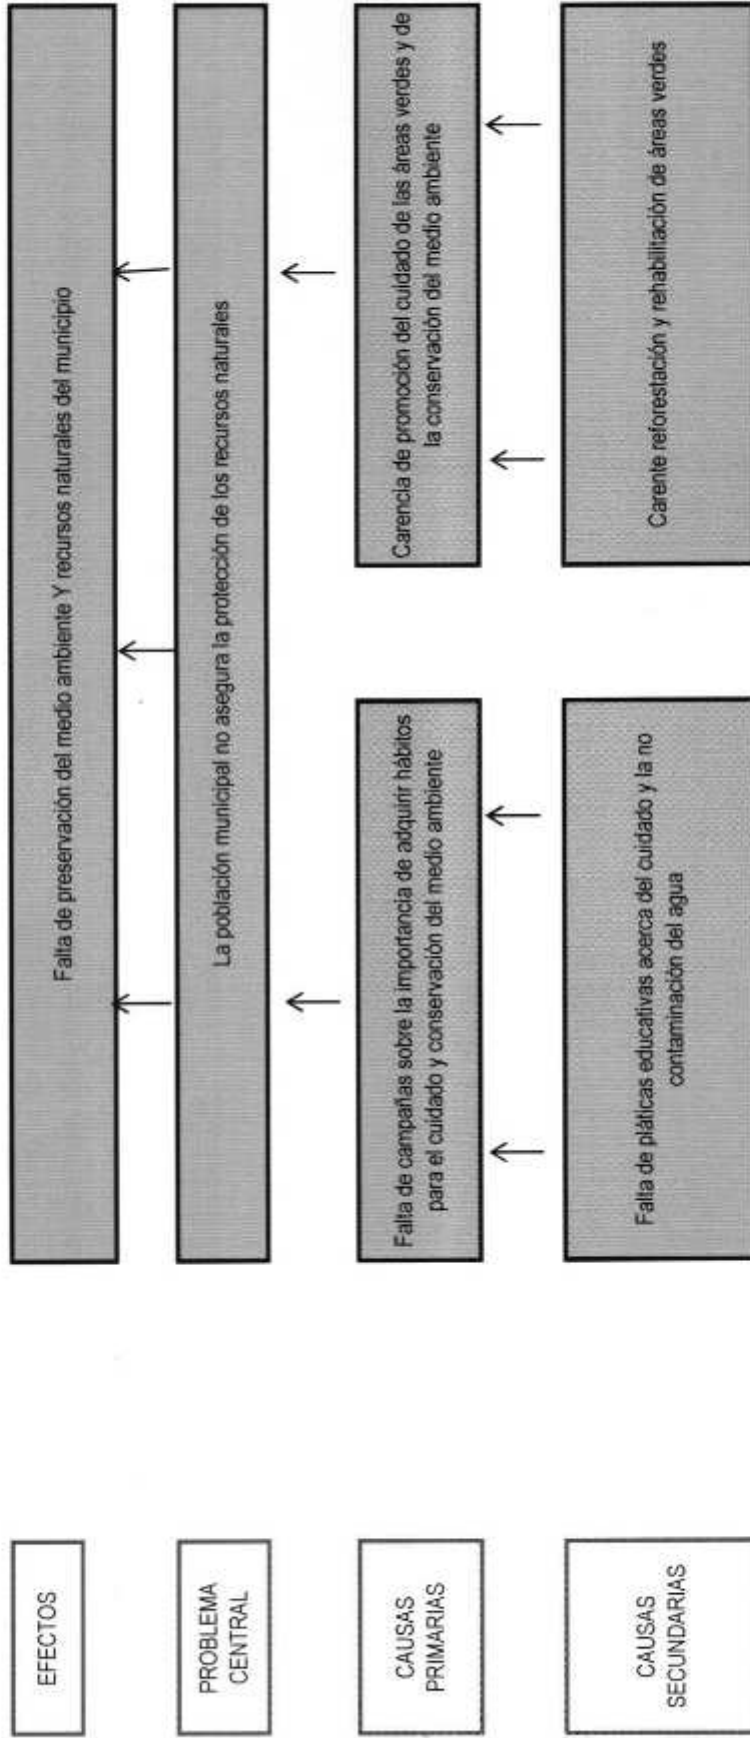 EFECTOS
Falta de preservación del medio ambiente Y recursos naturales del municipio
PROBLEMA
CENTRAL
La población municipal no asegura la protección de los recursos naturales
CAUSAS
PRIMARIAS
Falta de campañas sobre la importancia de adquirir hábitos
para el cuidado y conservación del medio ambiente
Carencia de promoción del cuidado de las áreas verdes y de
la conservación del medio ambiente
CAUSAS
SECUNDARIAS
Falta de pláticas educativas acerca del cuidado y la no
contaminación del agua
Carente reforestación y rehabilitación de áreas verdes